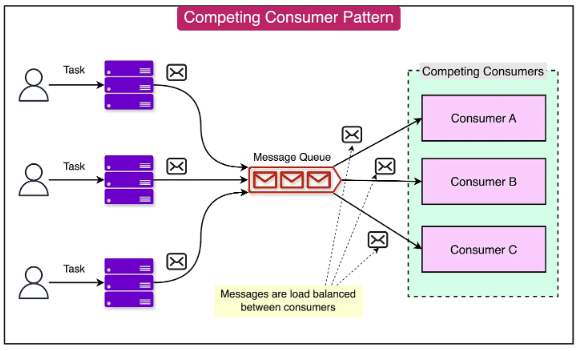 Competing Consumer Pattern
Task
Task
Task
Message Queue
Competing Consumers
Consumer A
Consumer B
Consumer C
Messages are load balanced
between consumers